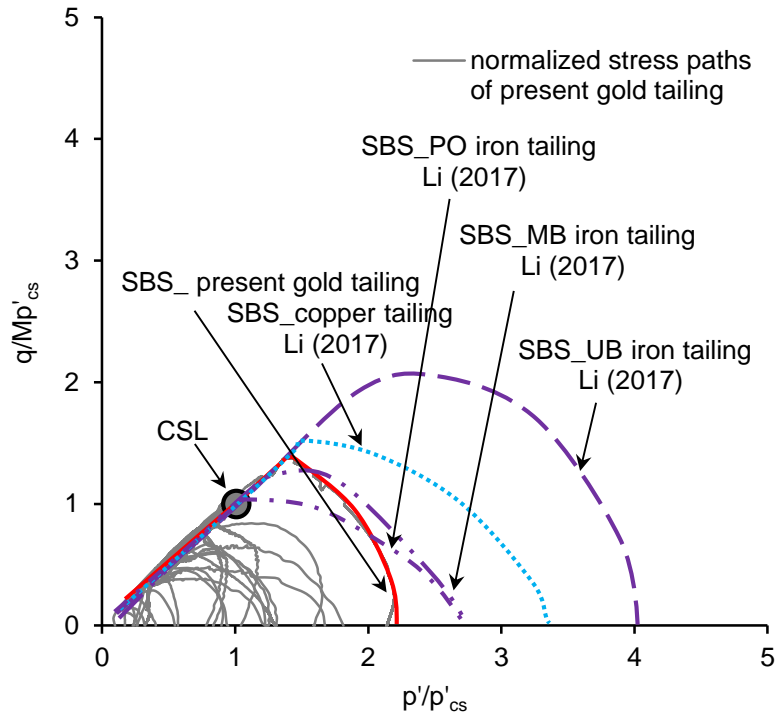 5
normalized stress paths
of present gold tailing
4
SBS_PO iron tailing
Li (2017)
3
SBS_MB iron tailing
Li (2017)
SBS_ present gold tailing
SBS_copper tailing
Li (2017)
SBS_UB iron tailing
Li (2017)
q/Mp'cs
2
CSL
1
0
0 1 2 3 4 5
p'/p'cs